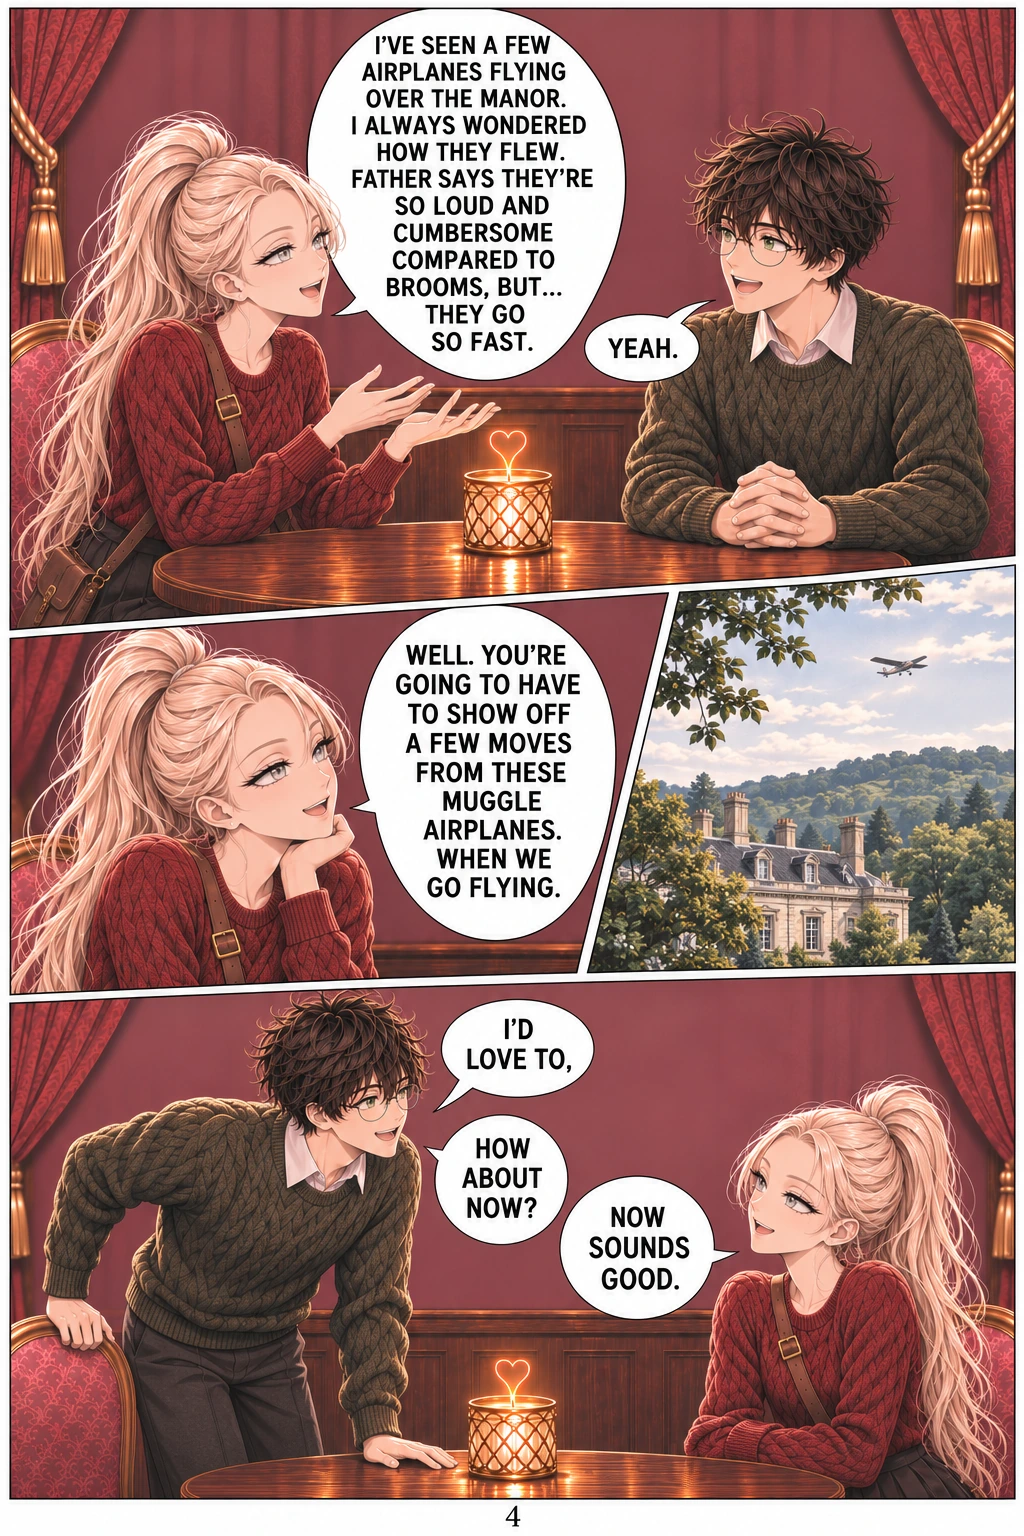 I'VE SEEN A FEW
AIRPLANES FLYING
OVER THE MANOR.
I ALWAYS WONDERED
HOW THEY FLEW.
FATHER SAYS THEY'RE
SO LOUD AND
CUMBERSOME
COMPARED TO
BROOMS, BUT...
THEY GO
SO FAST.
YEAH.
WELL. YOU'RE
GOING TO HAVE
TO SHOW OFF
A FEW MOVES
FROM THESE
MUGGLE
AIRPLANES.
WHEN WE
GO FLYING.
I'D
LOVE TO,
HOW
ABOUT
NOW?
NOW
SOUNDS
GOOD.
4